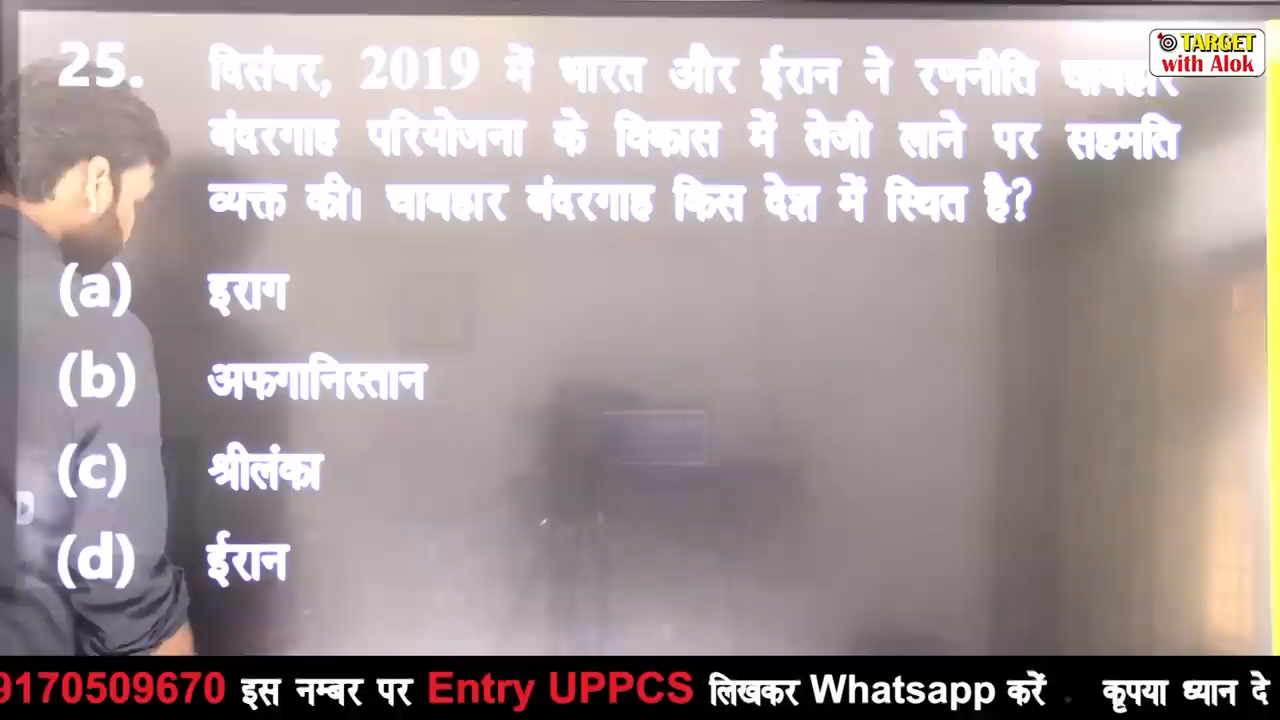 TARGET
with Alok
25. दिसंबर, 2019 में भारत और ईरान ने रणनीति चाबहार
बंदरगाह परियोजना के विकास में तेजी लाने पर सहमति
व्यक्त की। चाबहार बंदरगाह किस देश में स्थित है?
(a) इराग
(b) अफगानिस्तान
(c) श्रीलंका
(d) ईरान
9170509670 इस नम्बर पर Entry UPPCS लिखकर Whatsapp करें . कृपया ध्यान दे